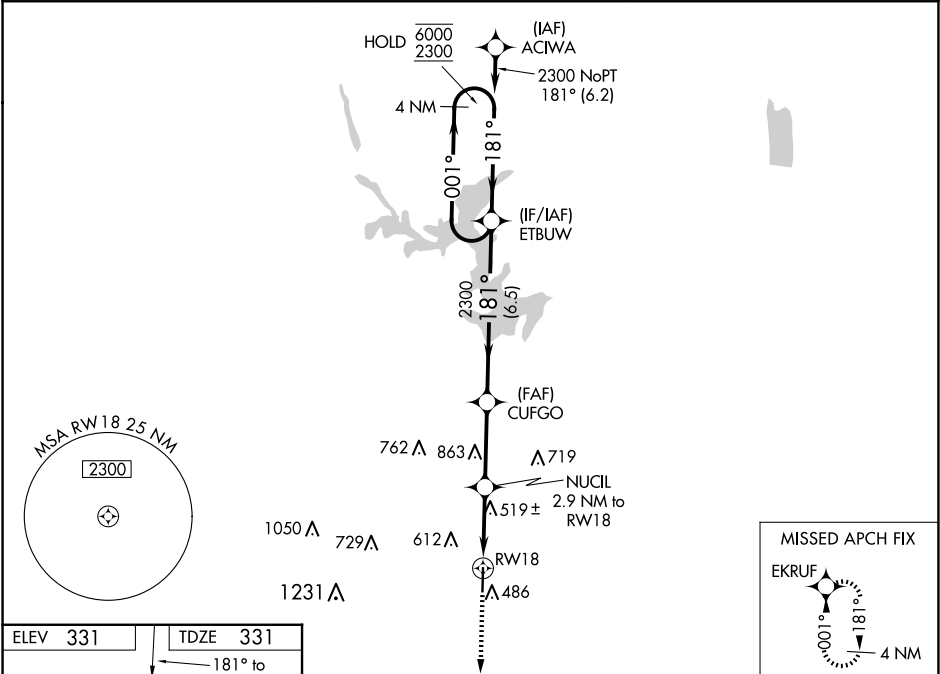 (IAF)
ACIWA
HOLD 6000
2300
2300 NoPT
181° (6.2)
4 NM
181°
001°
(IF/IAF)
ETBUW
2300
181°
(6.5)
(FAF)
CUFGO
MSA RW18 25 NM
2300
762
863
719
NUCIL
2.9 NM to
RW18
519±
1050
729
612
RW18
1231
486
MISSED APCH FIX
EKRUF
001°
181°
4 NM
ELEV 331
TDZE 331
181° to